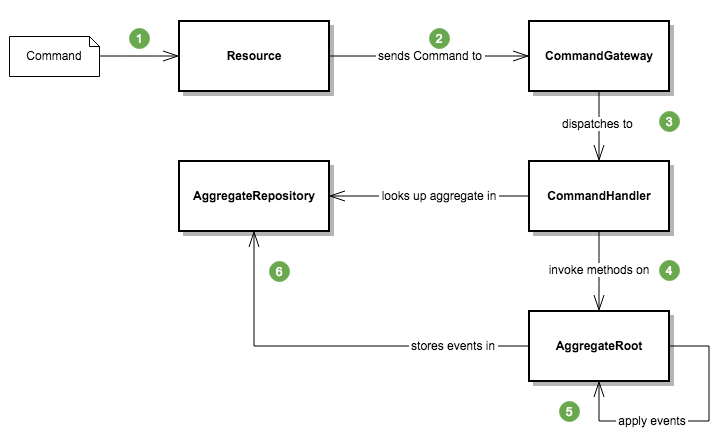 1
2
Command
Resource
sends Command to
CommandGateway
dispatches to
3
AggregateRepository
looks up aggregate in
CommandHandler
6
invoke methods on
4
stores events in
AggregateRoot
5
apply events